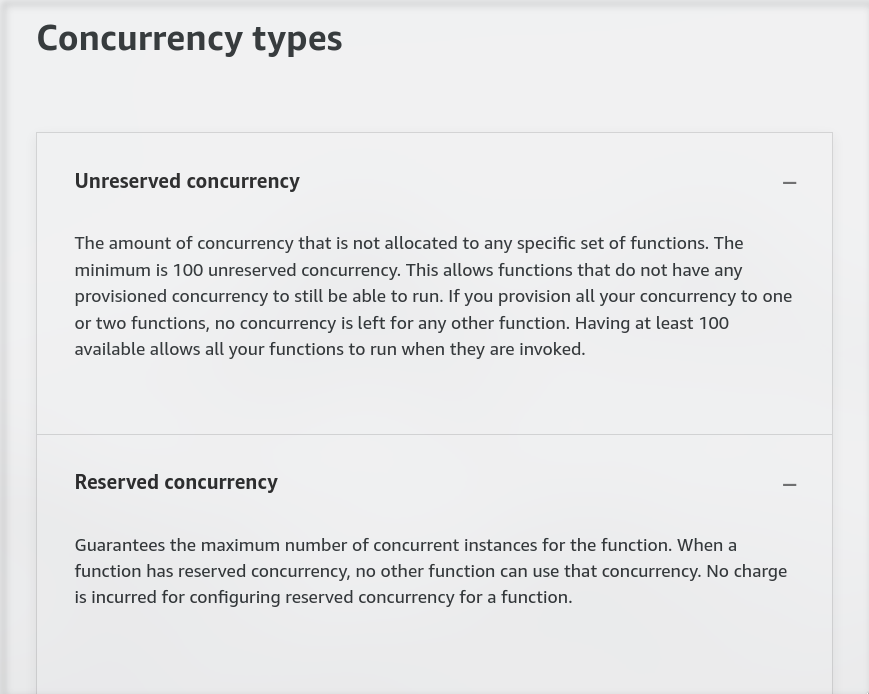 Concurrency types
Unreserved concurrency
The amount of concurrency that is not allocated to any specific set of functions. The
minimum is 100 unreserved concurrency. This allows functions that do not have any
provisioned concurrency to still be able to run. If you provision all your concurrency to one
or two functions, no concurrency is left for any other function. Having at least 100
available allows all your functions to run when they are invoked.
Reserved concurrency
Guarantees the maximum number of concurrent instances for the function. When a
function has reserved concurrency, no other function can use that concurrency. No charge
is incurred for configuring reserved concurrency for a function.